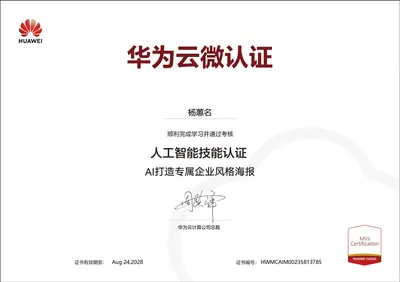 HUAWEI
华为云微认证
杨蕙名
顺利完成学习并通过考核
人工智能技能认证
AI打造专属企业风格海报
华为云计算公司总裁
证书有效期至： Aug 24,2028
证书编号： HWMCAIM00235813785
Mini
Certification
HUAWEI CLOUD